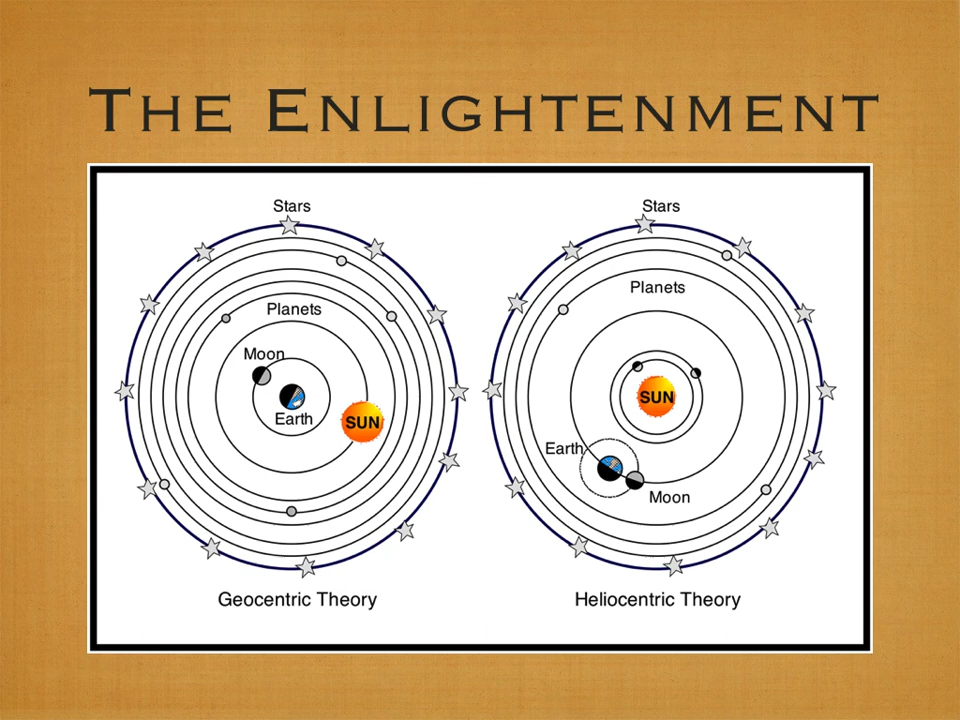 THE ENLIGHTENMENT
Stars
Planets
Moon
Earth
SUN
Geocentric Theory
Stars
Planets
SUN
Earth
Moon
Heliocentric Theory